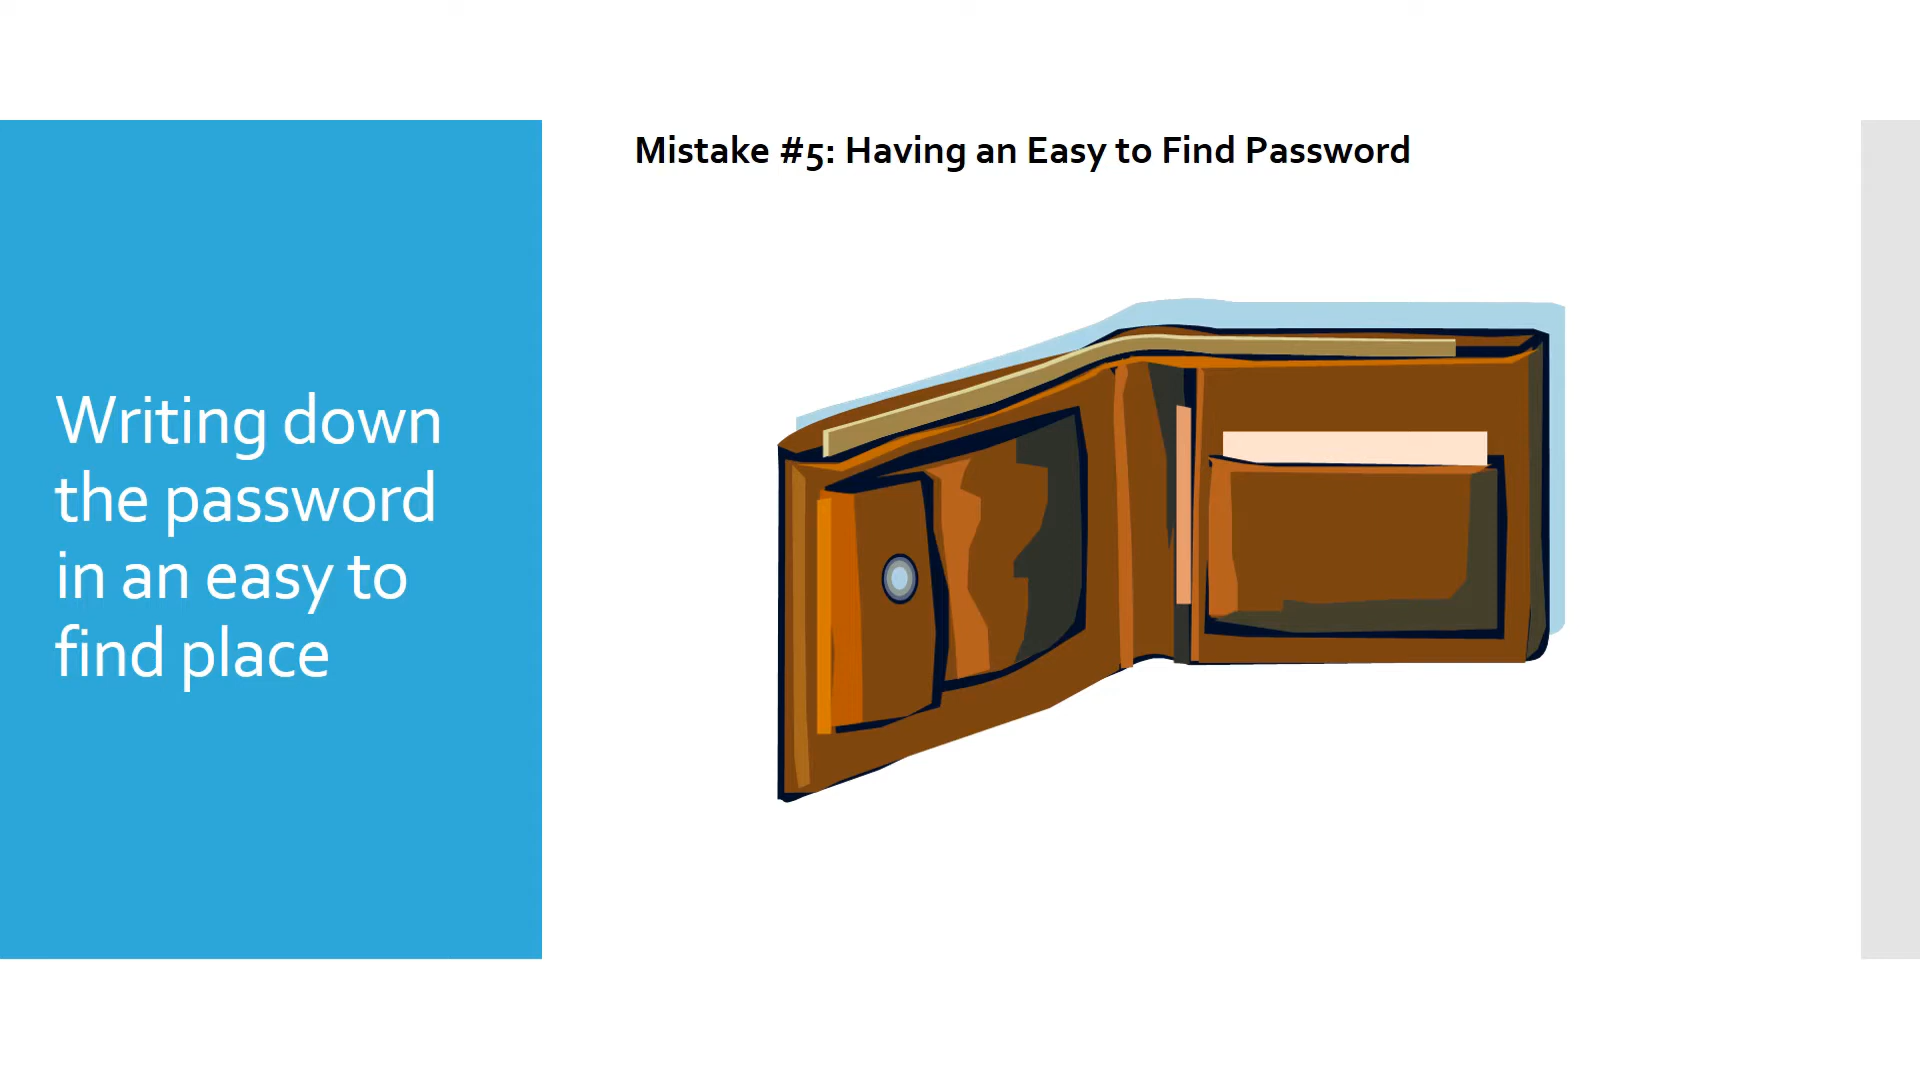 Mistake #5: Having an Easy to Find Password
Writing down
the password
in an easy to
find place